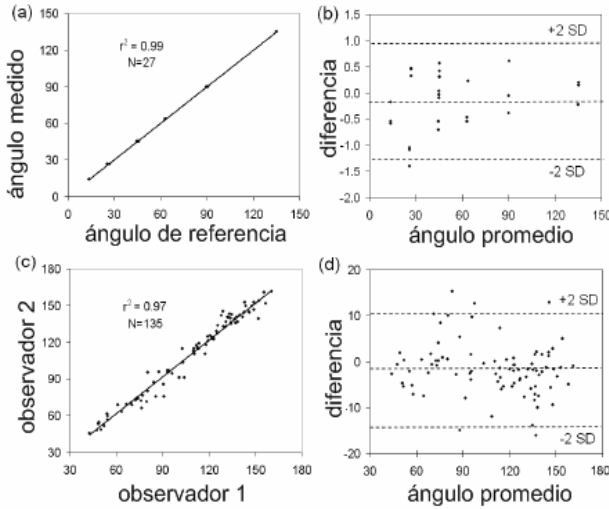 (a)
r² = 0.99
N=27
ángulo medido
150
120
90
60
30
0
0 30 60 90 120 150
ángulo de referencia
(b)
+2 SD
-2 SD
diferencia
1.5
1.0
0.5
0.0
-0.5
-1.0
-1.5
-2.0
0 30 60 90 120 150
ángulo promedio
(c)
r² = 0.97
N=135
observador 2
180
150
120
90
60
30
30 60 90 120 150 180
observador 1
(d)
+2 SD
-2 SD
diferencia
20
10
0
-10
-20
30 60 90 120 150 180
ángulo promedio